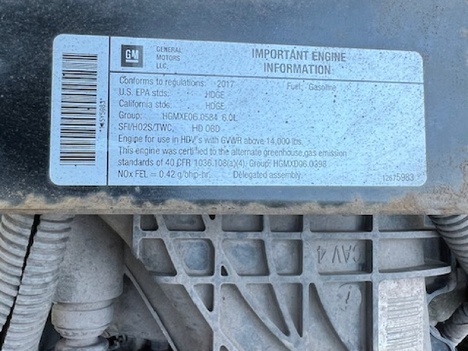 GM
GENERAL
MOTORS
LLC.
IMPORTANT ENGINE
INFORMATION
Conforms to regulations: 2017
Fuel: Gasoline
U.S. EPA stds. HDGE
California stds. HDGE
Group: HGMXE06.0584 6.0L
SFI/HO2S/TWC, HD OBD
For use in HDV's with GVWR above 14,000 lbs.
This engine was certified to the alternate greenhouse gas emission
standards of 40 CFR 1036.108(a)(4); Group: HGMXE06.0398
NOx FEL = 0.42 g/bhp-hr. Delegated assembly.
12675983
CAV 4